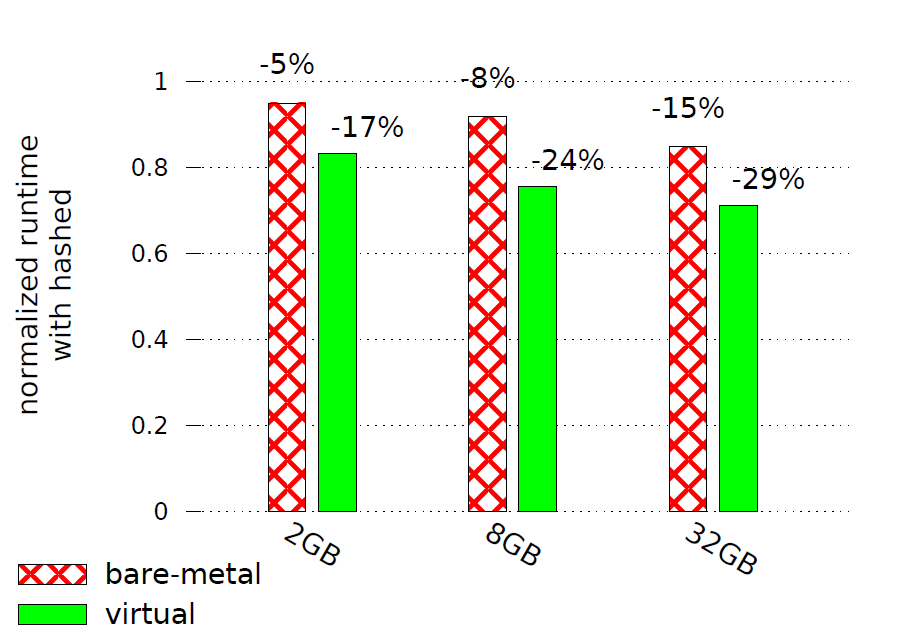 normalized runtime
with hashed
1
0.8
0.6
0.4
0.2
0
-5%
-17%
-8%
-24%
-15%
-29%
2GB
8GB
32GB
bare-metal
virtual